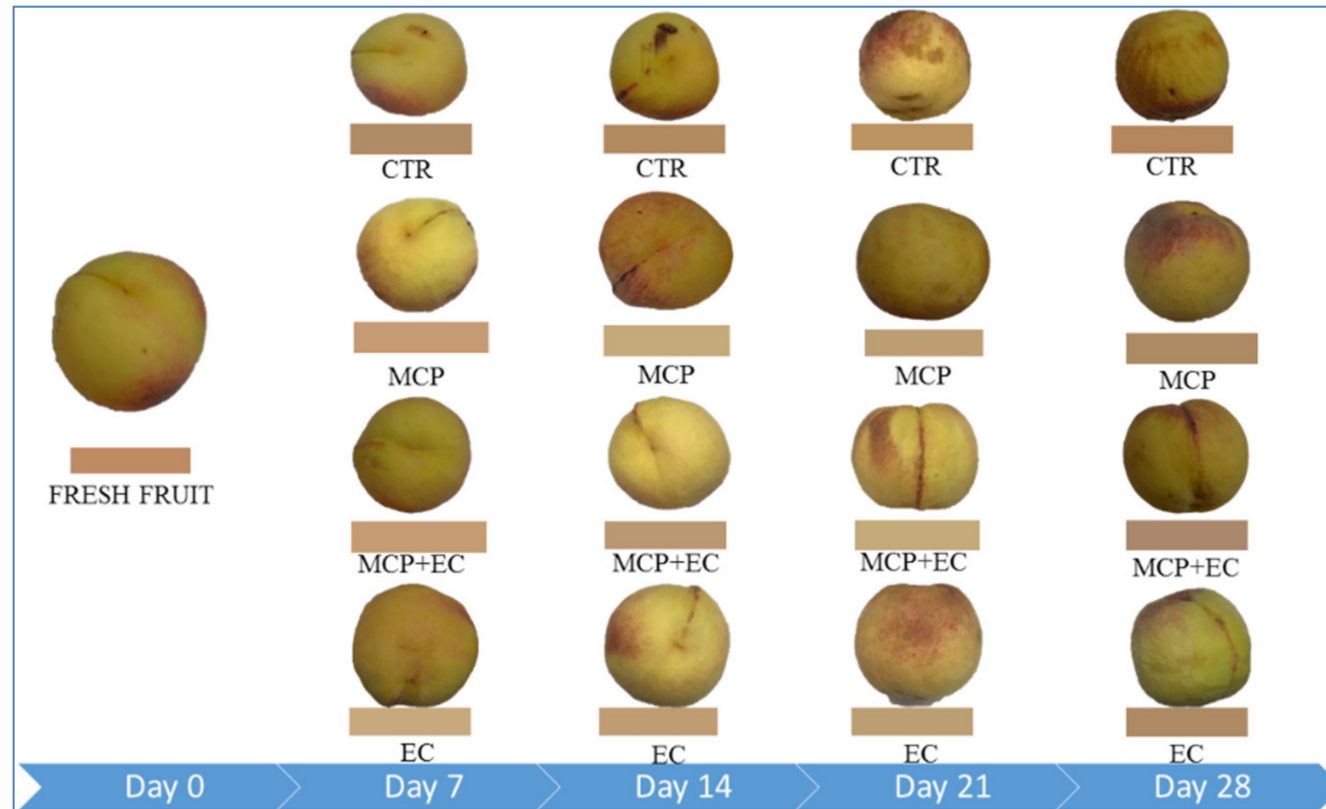 CTR
CTR
CTR
CTR
MCP
MCP
MCP
MCP
FRESH FRUIT
MCP+EC
MCP+EC
MCP+EC
MCP+EC
EC
EC
EC
EC
Day 0
Day 7
Day 14
Day 21
Day 28